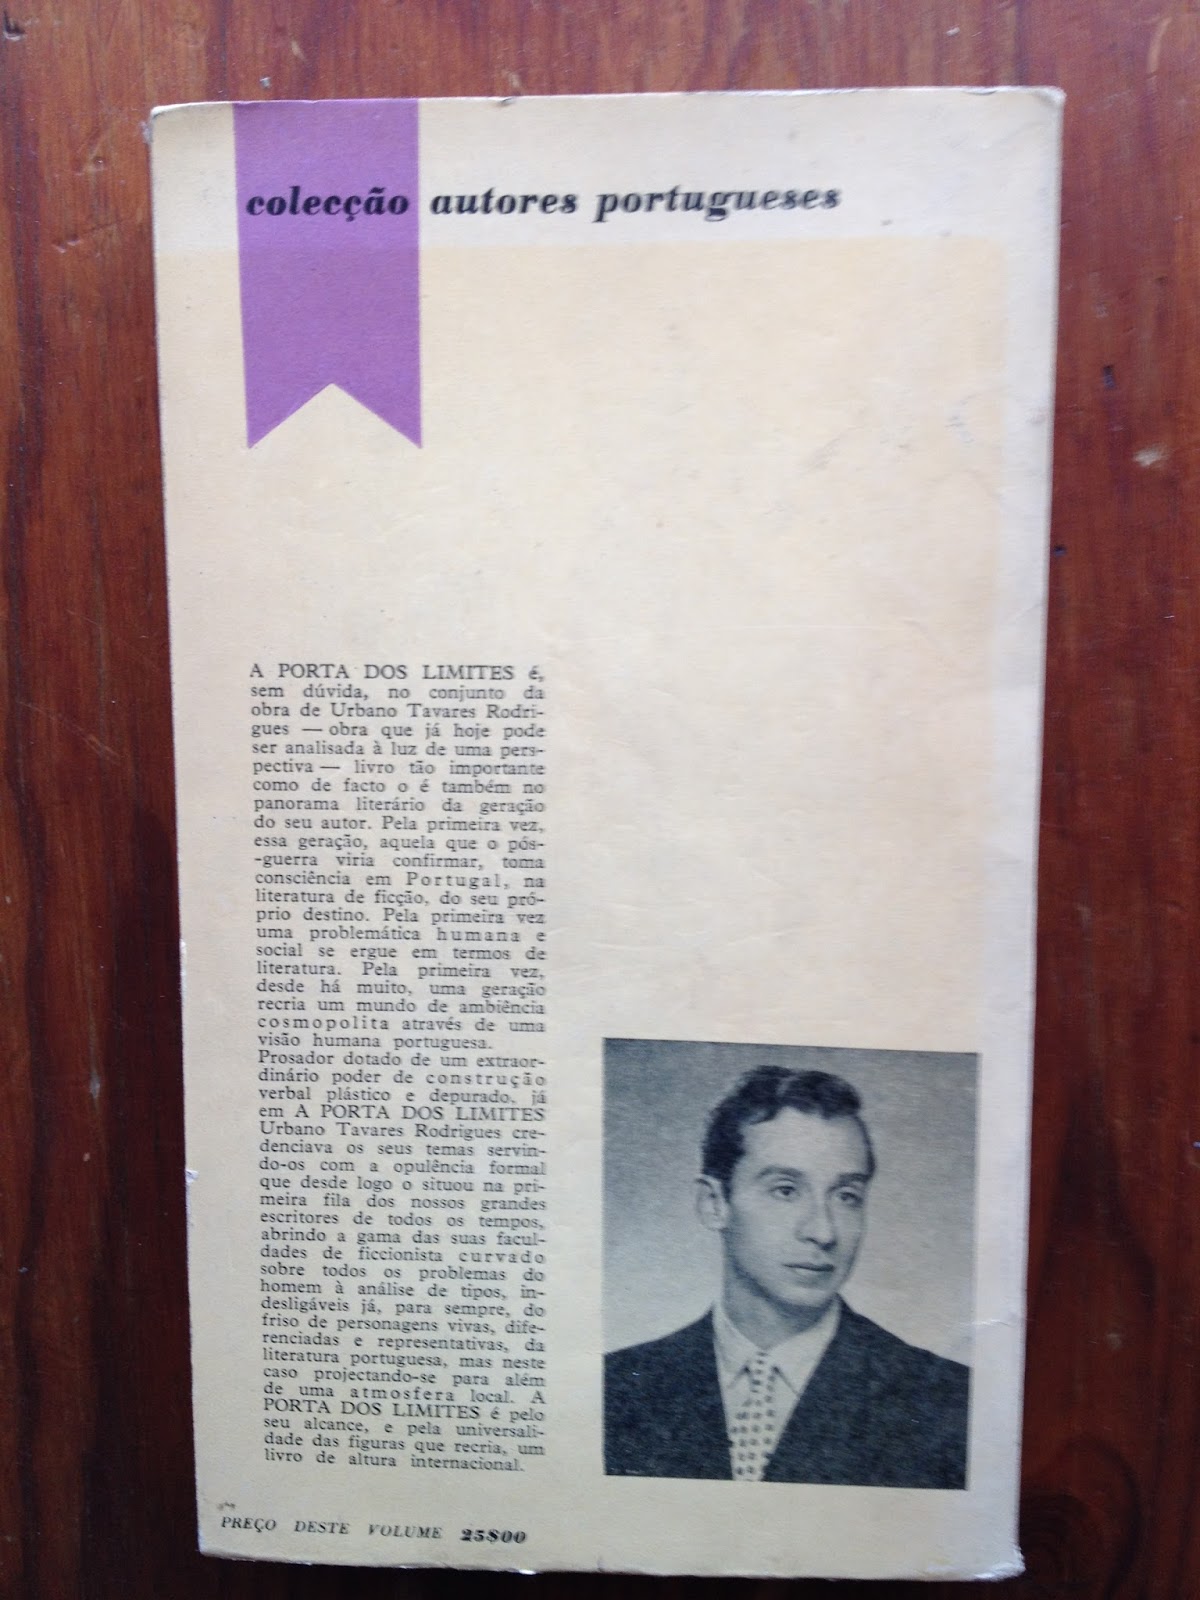 colecção autores portugueses
A PORTA DOS LIMITES é,
sem dúvida, no conjunto da
obra de Urbano Tavares Rodri-
gues — obra que já hoje pode
ser analisada à luz de uma pers-
pectiva — livro tão importante
como de facto o é também no
panorama literário da geração
do seu autor. Pela primeira vez,
essa geração, aquela que o pós-
-guerra viria confirmar, toma
consciência em Portugal, na
literatura de ficção, do seu pró-
prio destino. Pela primeira vez
uma problemática humana e
social se ergue em termos de
literatura. Pela primeira vez,
desde há muito, uma geração
recria um mundo de ambiência
cosmopolita através de uma
visão humana portuguesa.
Prosador dotado de um extraor-
dinário poder de construção
verbal plástico e depurado, já
em A PORTA DOS LIMITES
Urbano Tavares Rodrigues cre-
denciava os seus temas servin-
do-os com a opulência formal
que desde logo o situou na pri-
meira fila dos nossos grandes
escritores de todos os tempos,
abrindo a gama das suas facul-
dades de ficcionista curvado
sobre todos os problemas do
homem à análise de tipos, in-
desligáveis já, para sempre, do
friso de personagens vivas, dife-
renciadas e representativas, da
literatura portuguesa, mas neste
caso projectando-se para além
de uma atmosfera local. A
PORTA DOS LIMITES é pelo
seu alcance, e pela universali-
dade das figuras que recria, um
livro de altura internacional.
PREÇO DESTE VOLUME 25$00